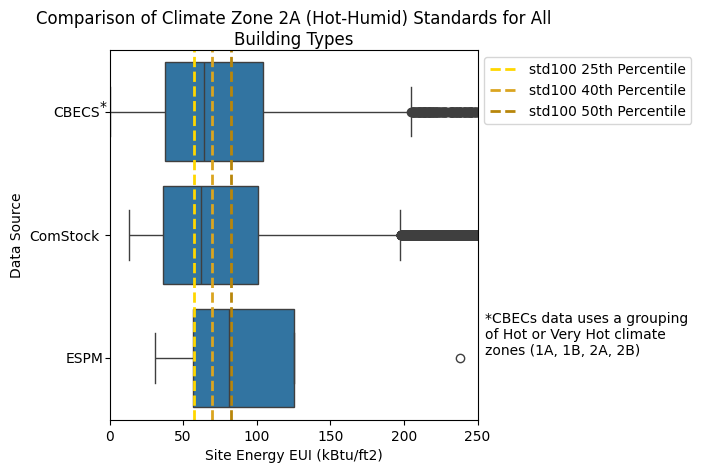 Comparison of Climate Zone 2A (Hot-Humid) Standards for All
Building Types
std100 25th Percentile
std100 40th Percentile
std100 50th Percentile
Data Source
CBECS*
ComStock
ESPM
*CBECs data uses a grouping
of Hot or Very Hot climate
zones (1A, 1B, 2A, 2B)
0 50 100 150 200 250
Site Energy EUI (kBtu/ft2)